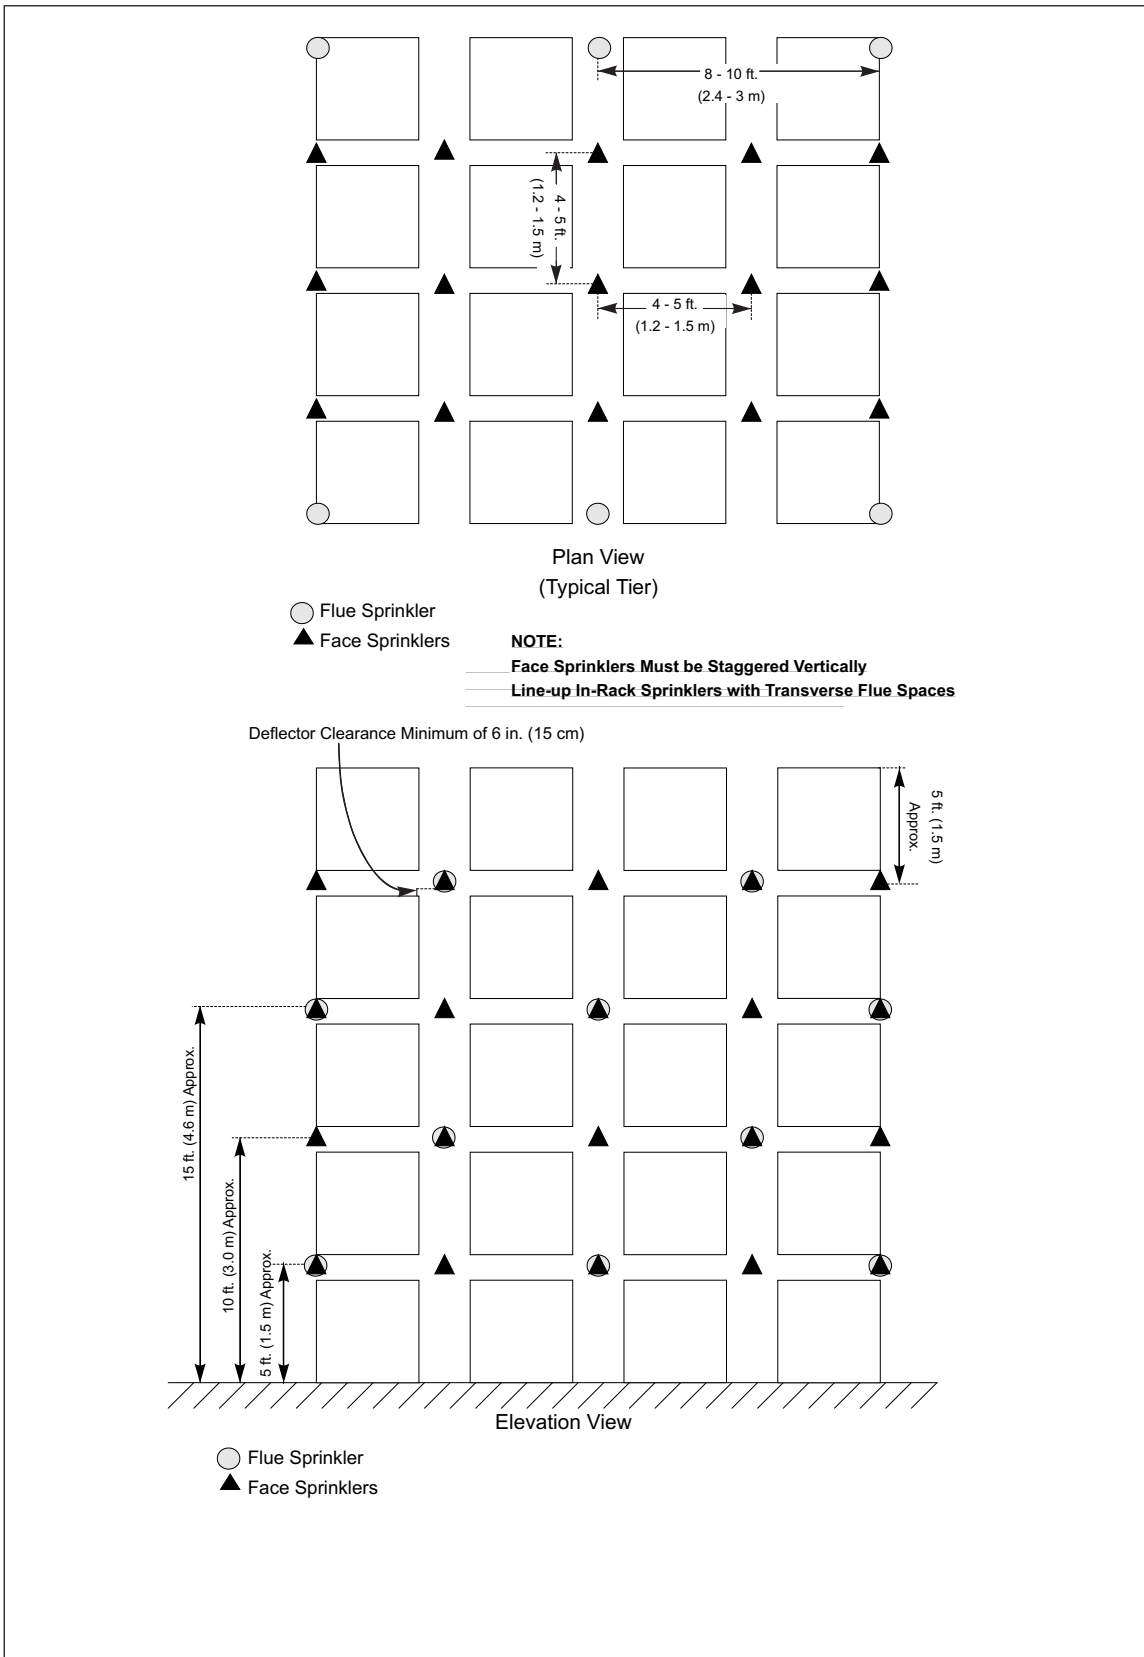 8 - 10 ft.
(2.4 - 3 m)
4 - 5 ft.
(1.2 - 1.5 m)
4 - 5 ft.
(1.2 - 1.5 m)
Plan View
(Typical Tier)
Flue Sprinkler
Face Sprinklers
NOTE:
Face Sprinklers Must be Staggered Vertically
Line-up In-Rack Sprinklers with Transverse Flue Spaces
Deflector Clearance Minimum of 6 in. (15 cm)
5 ft. (1.5 m)
Approx.
15 ft. (4.6 m) Approx.
10 ft. (3.0 m) Approx.
5 ft. (1.5 m) Approx.
Elevation View
Flue Sprinkler
Face Sprinklers